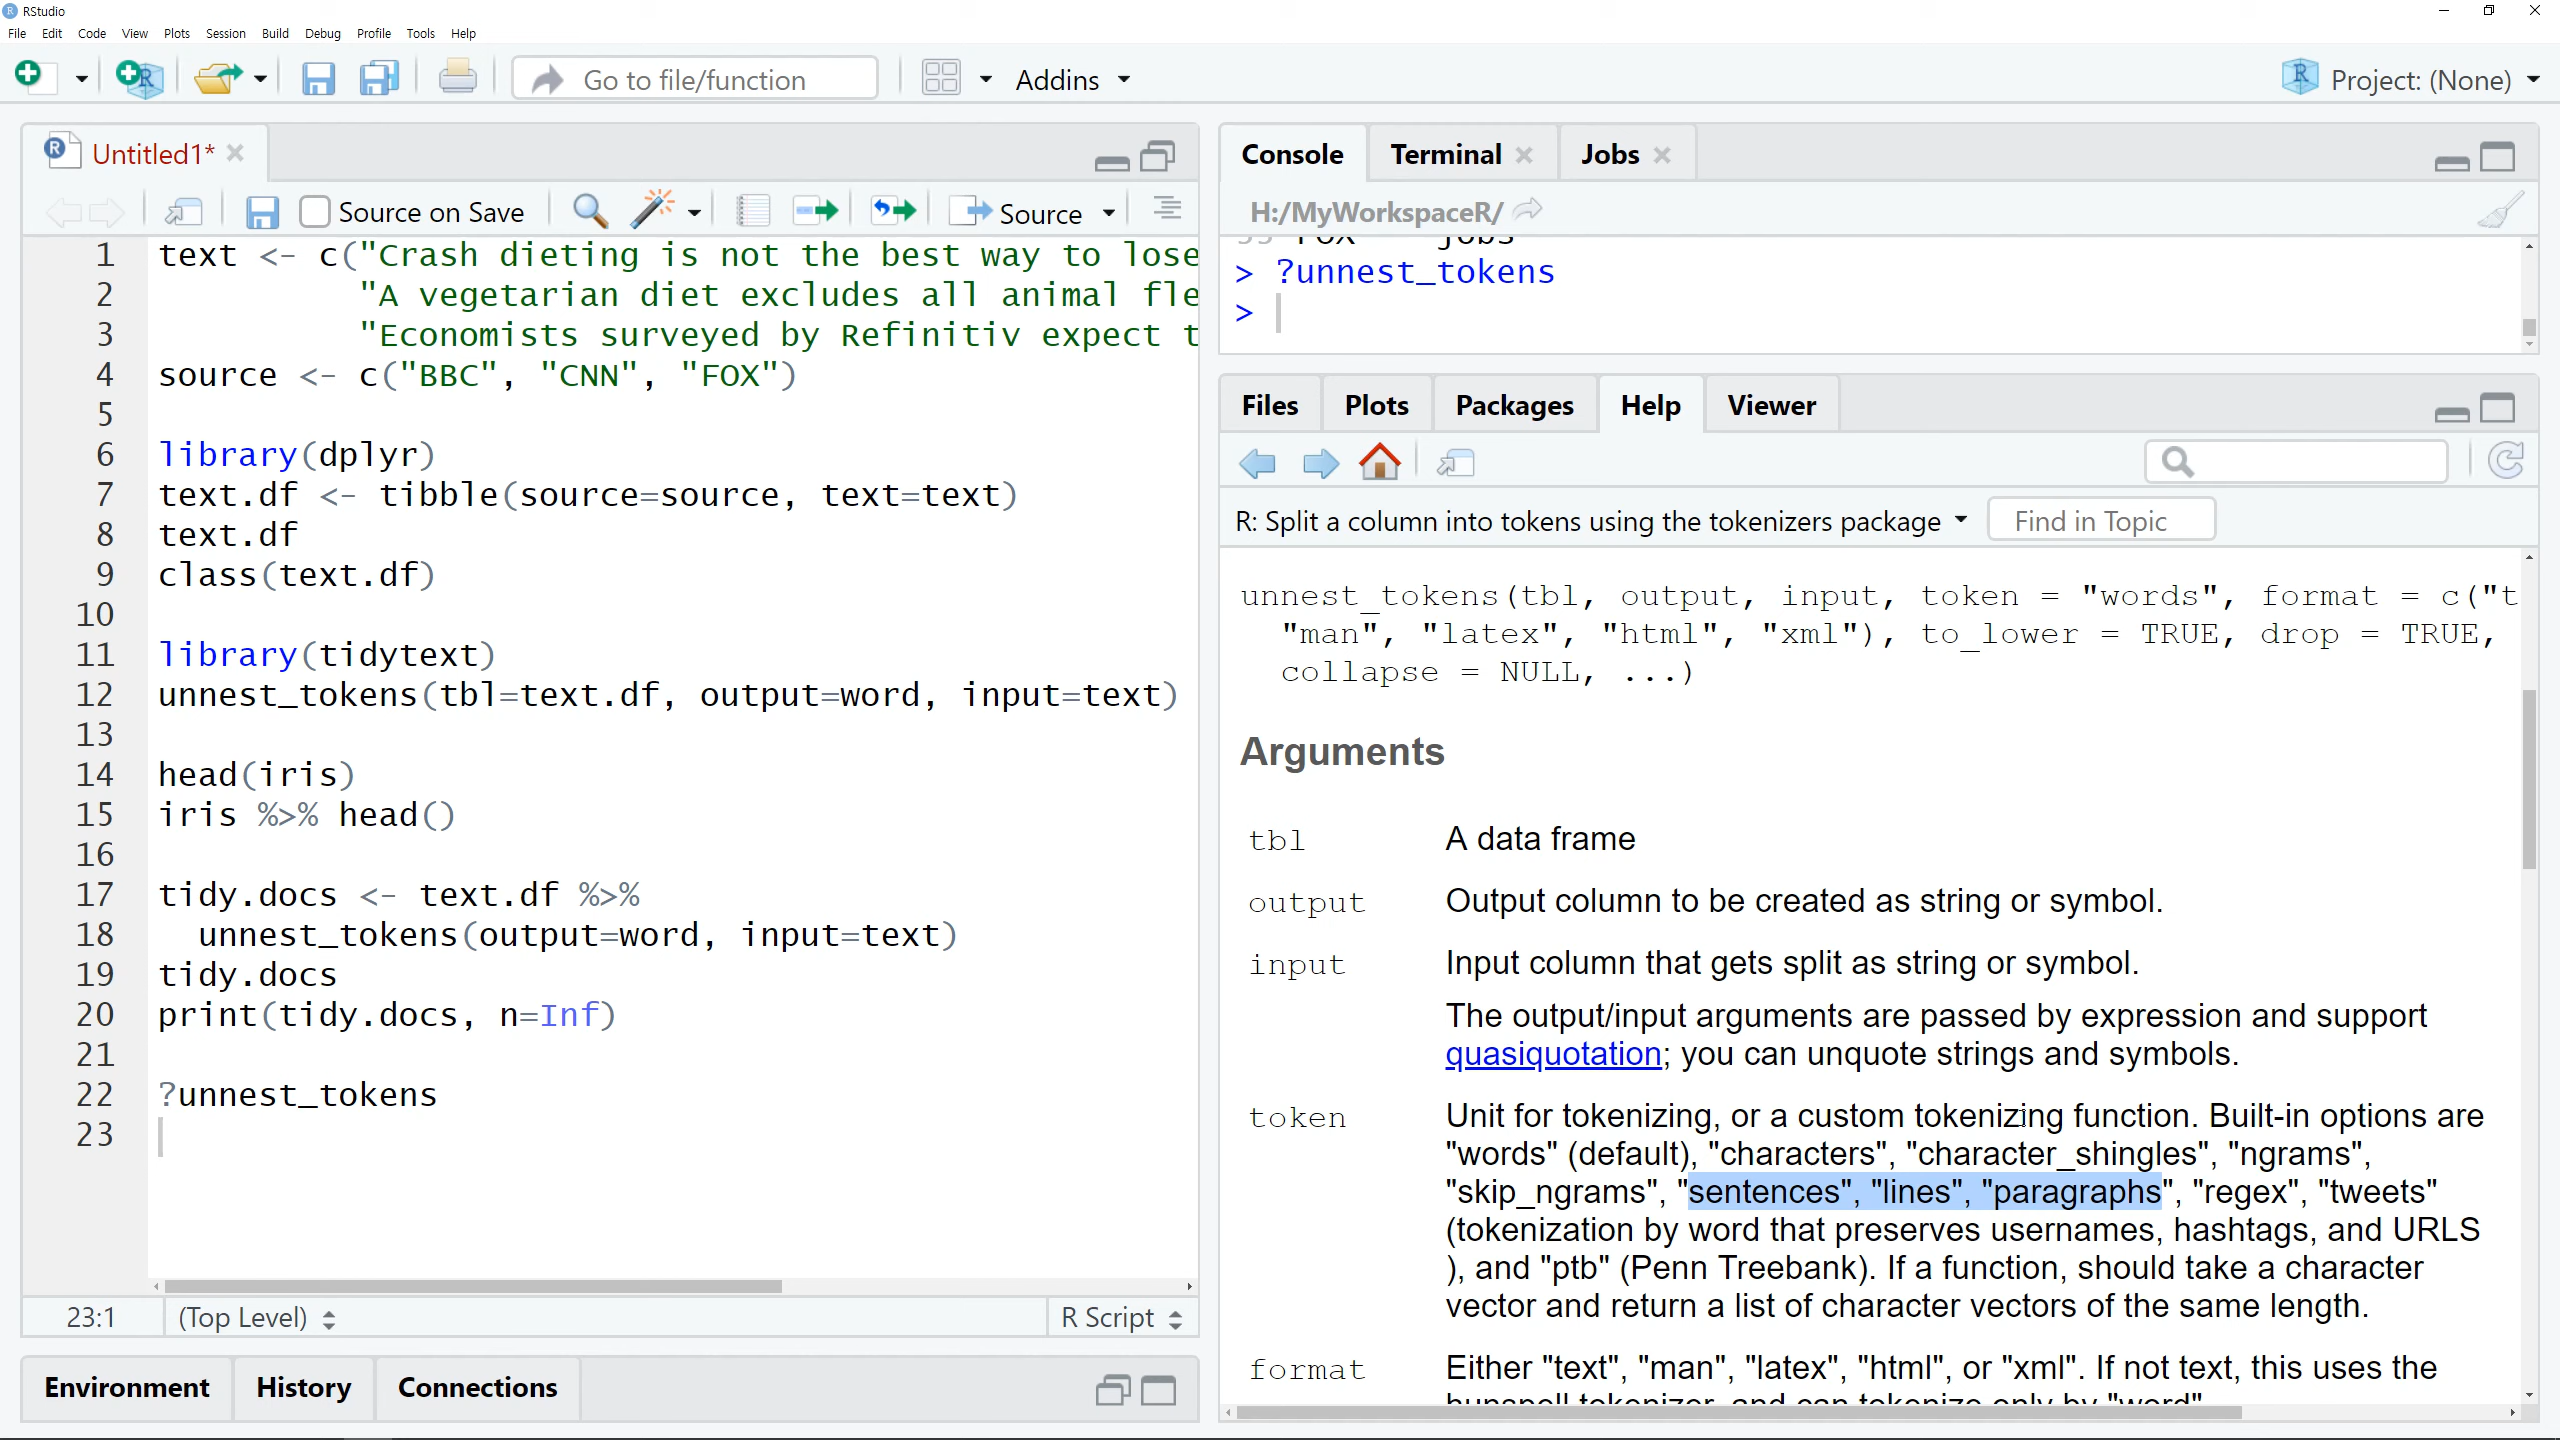 RStudio
File Edit Code View Plots Session Build Debug Profile Tools Help
Go to file/function Addins Project: (None)
Untitled1*
Source on Save Source
1 text <- c("Crash dieting is not the best way to lose
2 "A vegetarian diet excludes all animal fle
3 "Economists surveyed by Refinitiv expect t
4 source <- c("BBC", "CNN", "FOX")
5
6 library(dplyr)
7 text.df <- tibble(source=source, text=text)
8 text.df
9 class(text.df)
10
11 library(tidytext)
12 unnest_tokens(tbl=text.df, output=word, input=text)
13
14 head(iris)
15 iris %>% head()
16
17 tidy.docs <- text.df %>%
18 unnest_tokens(output=word, input=text)
19 tidy.docs
20 print(tidy.docs, n=Inf)
21
22 ?unnest_tokens
23
23:1 (Top Level) R Script
Environment History Connections
Console Terminal Jobs
H:/MyWorkspaceR/
> ?unnest_tokens
>
Files Plots Packages Help Viewer
R: Split a column into tokens using the tokenizers package Find in Topic
unnest_tokens(tbl, output, input, token = "words", format = c("t
"man", "latex", "html", "xml"), to_lower = TRUE, drop = TRUE,
collapse = NULL, ...)
Arguments
tbl A data frame
output Output column to be created as string or symbol.
input Input column that gets split as string or symbol.
The output/input arguments are passed by expression and support
quasiquotation; you can unquote strings and symbols.
token Unit for tokenizing, or a custom tokenizing function. Built-in options are
"words" (default), "characters", "character_shingles", "ngrams",
"skip_ngrams", "sentences", "lines", "paragraphs", "regex", "tweets"
(tokenization by word that preserves usernames, hashtags, and URLS
), and "ptb" (Penn Treebank). If a function, should take a character
vector and return a list of character vectors of the same length.
format Either "text", "man", "latex", "html", or "xml". If not text, this uses the
hunspell tokenizer, and can tokenize only by "word"